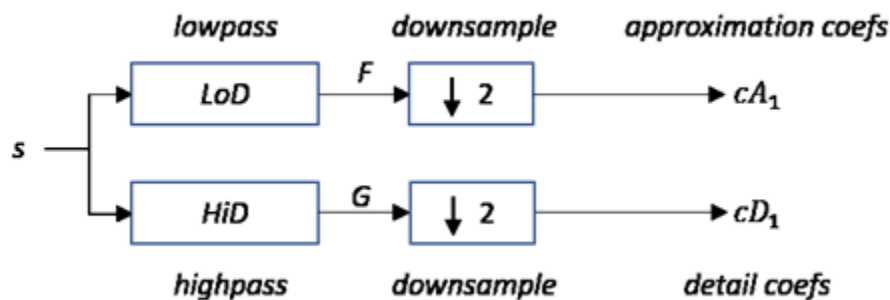 lowpass downsample approximation coefs
LoD F ↓ 2 cA₁
s
HiD G ↓ 2 cD₁
highpass downsample detail coefs